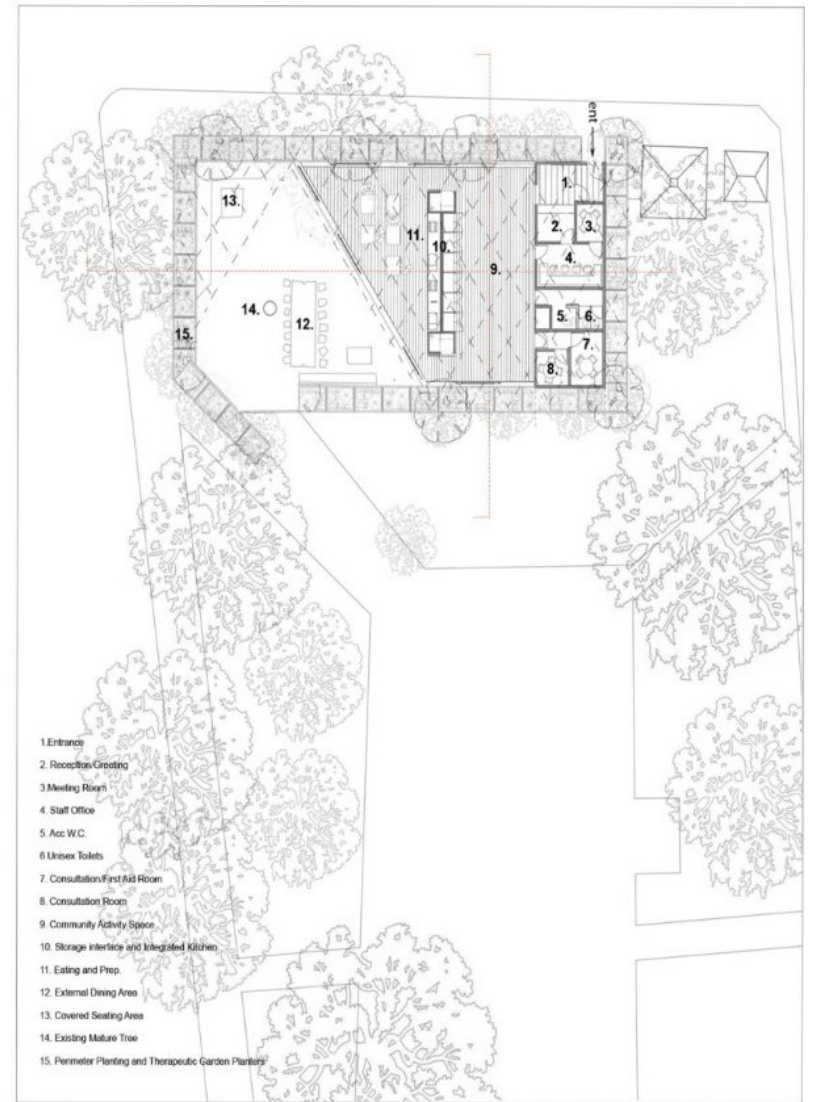 ent
1.
13.
2.
3.
11.
10.
4.
9.
14.
12.
5.
6.
15.
7.
8.
1.Entrance
2. Reception/Greeting
3.Meeting Room
4. Staff Office
5. Acc W.C.
6.Unisex Toilets
7. Consultation/First Aid Room
8. Consultation Room
9. Community Activity Space
10. Storage interface and Integrated Kitchen
11. Eating and Prep.
12. External Dining Area
13. Covered Seating Area
14. Existing Mature Tree
15. Perimeter Planting and Therapeutic Garden Planters